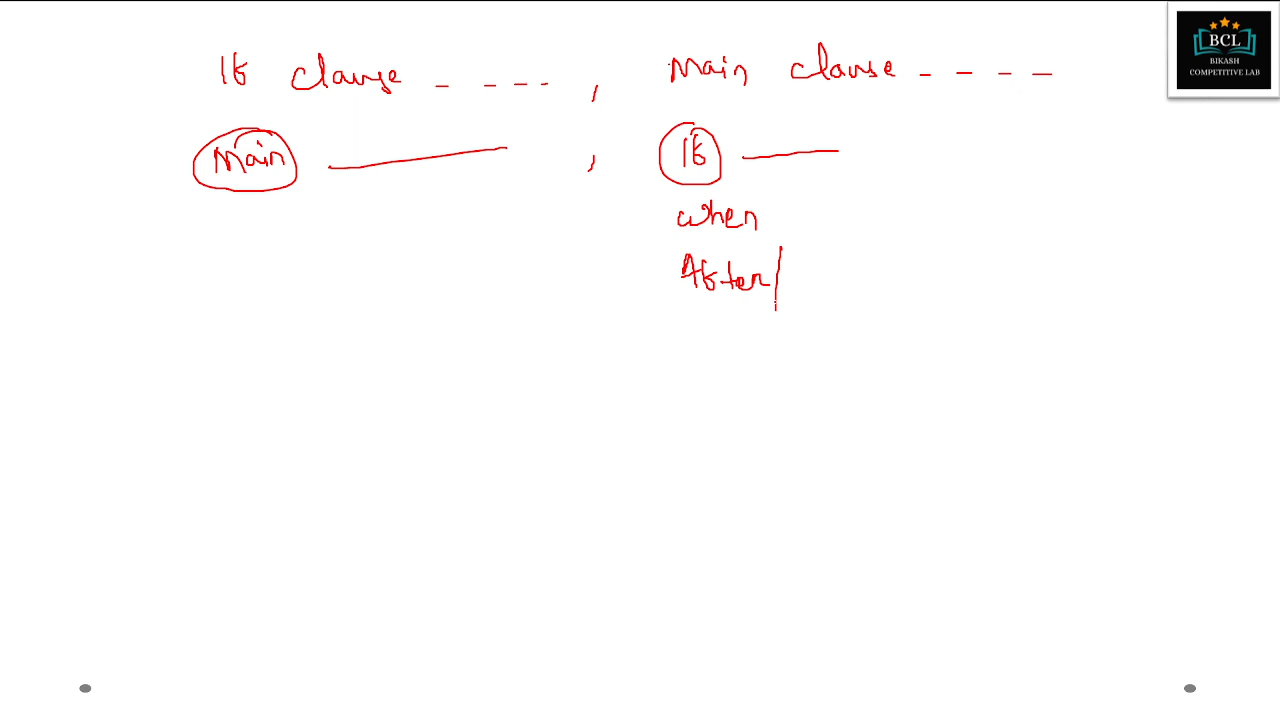 If clause - - - - , Main clause - - - -
Main ——— , If ———
when
After/
BCL
BIKASH
COMPETITIVE LAB